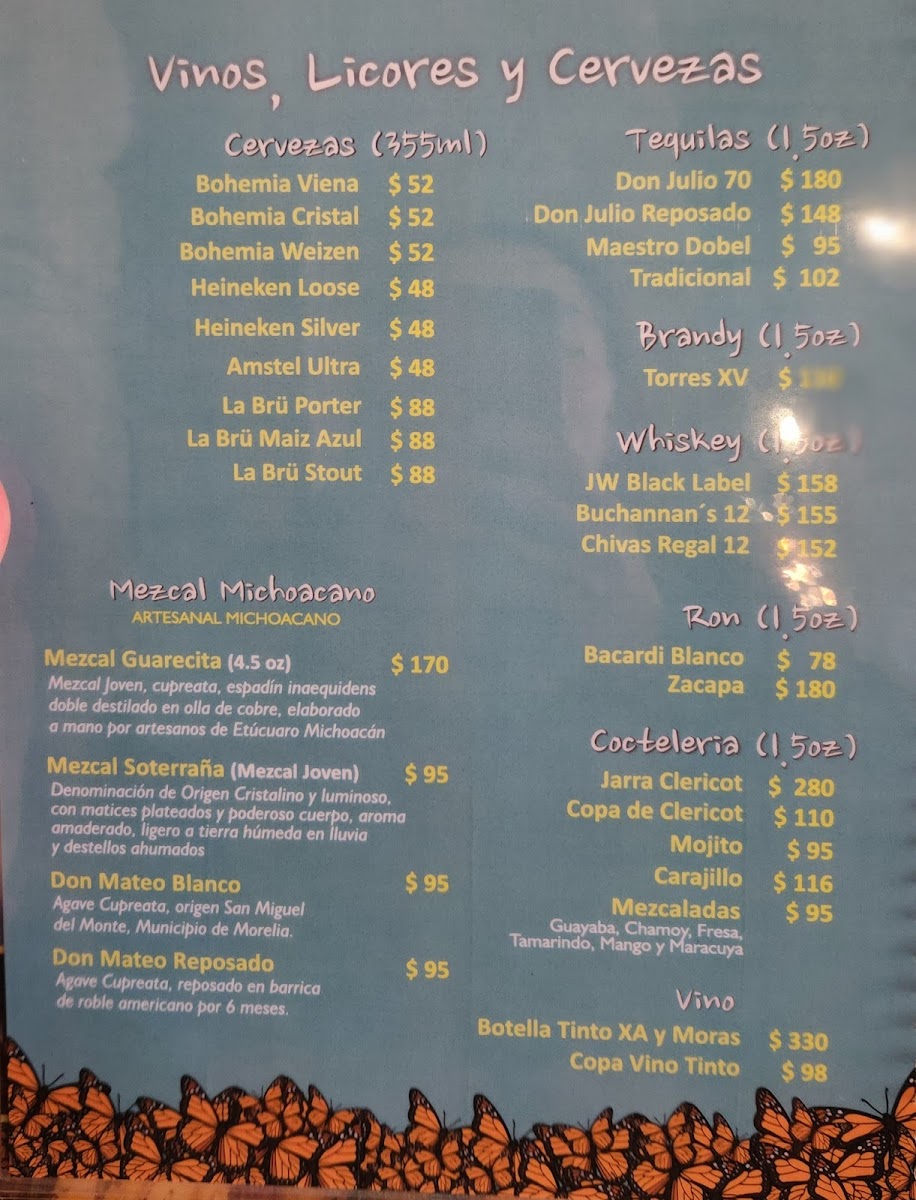 Vinos, Licores y Cervezas
Cervezas (355ml)
Bohemia Viena $ 52
Bohemia Cristal $ 52
Bohemia Weizen $ 52
Heineken Loose $ 48
Heineken Silver $ 48
Amstel Ultra $ 48
La Brü Porter $ 88
La Brü Maiz Azul $ 88
La Brü Stout $ 88
Mezcal Michoacano
ARTESANAL MICHOACANO
Mezcal Guarecita (4.5 oz) $ 170
Mezcal Joven, cupreata, espadín inaequidens
doble destilado en olla de cobre, elaborado
a mano por artesanos de Etúcuaro Michoacán
Mezcal Soterraña (Mezcal Joven) $ 95
Denominación de Origen Cristalino y luminoso,
con matices plateados y poderoso cuerpo, aroma
amaderado, ligero a tierra húmeda en lluvia
y destellos ahumados
Don Mateo Blanco $ 95
Agave Cupreata, origen San Miguel
del Monte, Municipio de Morelia.
Don Mateo Reposado $ 95
Agave Cupreata, reposado en barrica
de roble americano por 6 meses.
Tequilas (1.5oz)
Don Julio 70 $ 180
Don Julio Reposado $ 148
Maestro Dobel $ 95
Tradicional $ 102
Brandy (1.5oz)
Torres XV $
Whiskey (1.5oz)
JW Black Label $ 158
Buchannan´s 12 $ 155
Chivas Regal 12 $ 152
Ron (1.5oz)
Bacardi Blanco $ 78
Zacapa $ 180
Cocteleria (1.5oz)
Jarra Clericot $ 280
Copa de Clericot $ 110
Mojito $ 95
Carajillo $ 116
Mezcaladas $ 95
Guayaba, Chamoy, Fresa,
Tamarindo, Mango y Maracuya
Vino
Botella Tinto XA y Moras $ 330
Copa Vino Tinto $ 98